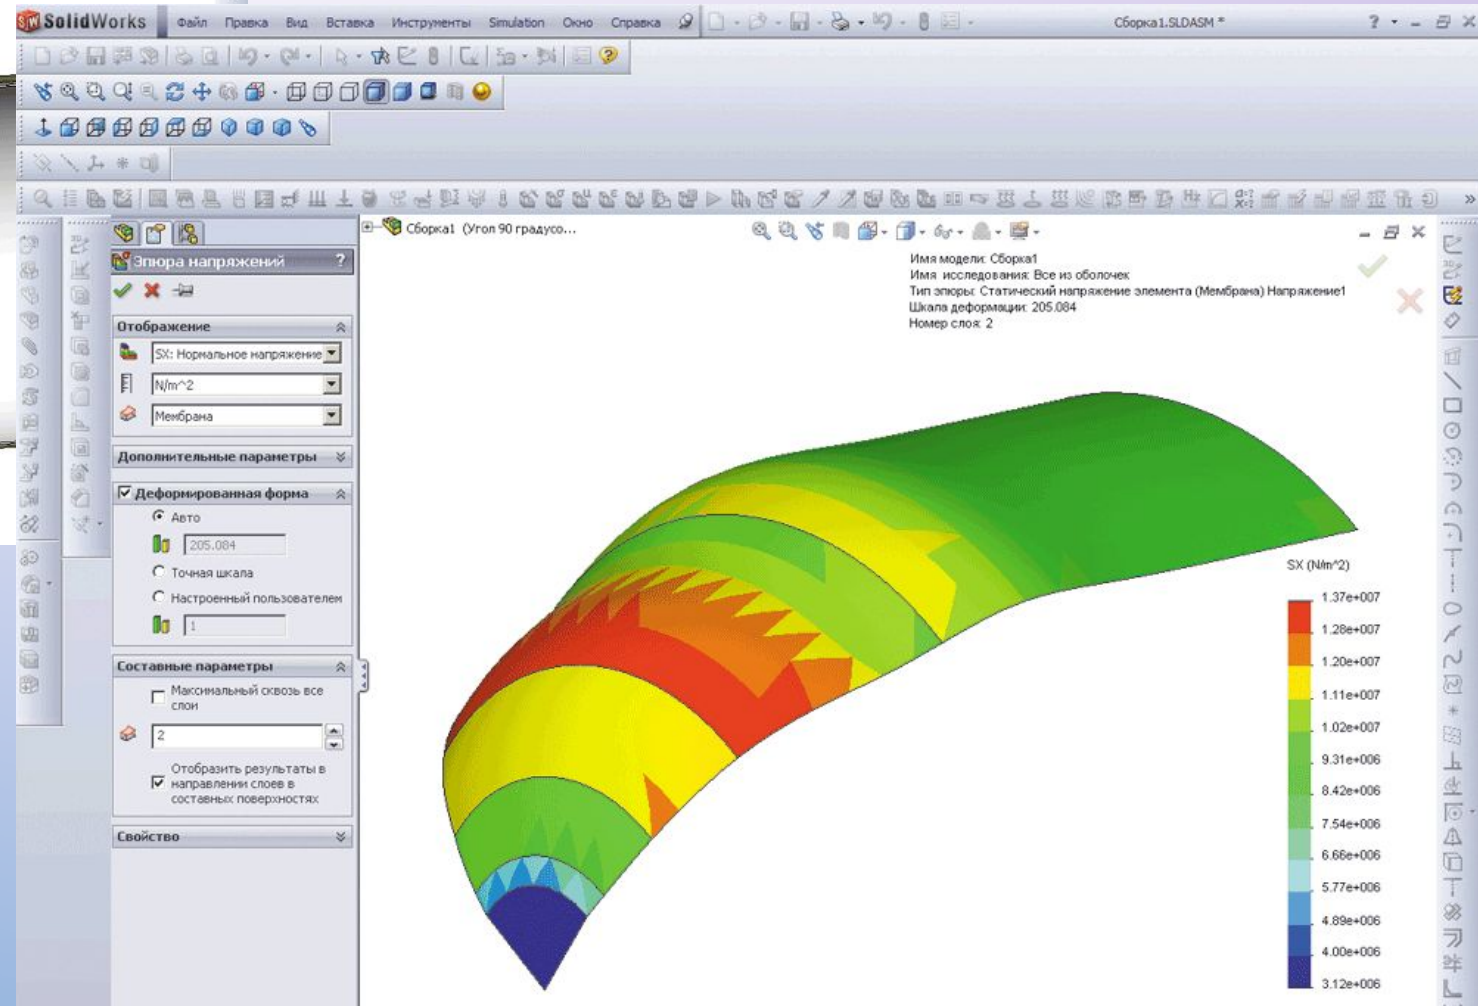 SolidWorks Файл Правка Вид Вставка Инструменты Simulation Окно Справка Сборка1.SLDASM * ?
Сборка1 (Угол 90 градусо...
Эпюра напряжений ?
Отображение
SX: Нормальное напряжение
N/m^2
Мембрана
Дополнительные параметры
Деформированная форма
Авто
205.084
Точная шкала
Настроенный пользователем
1
Составные параметры
Максимальный сквозь все
слои
2
Отобразить результаты в
направлении слоев в
составных поверхностях
Свойство
Имя модели: Сборка1
Имя исследования: Все из оболочек
Тип эпюры: Статический напряжение элемента (Мембрана) Напряжение1
Шкала деформации: 205.084
Номер слоя: 2
SX (N/m^2)
1.37e+007
1.28e+007
1.20e+007
1.11e+007
1.02e+007
9.31e+006
8.42e+006
7.54e+006
6.66e+006
5.77e+006
4.89e+006
4.00e+006
3.12e+006